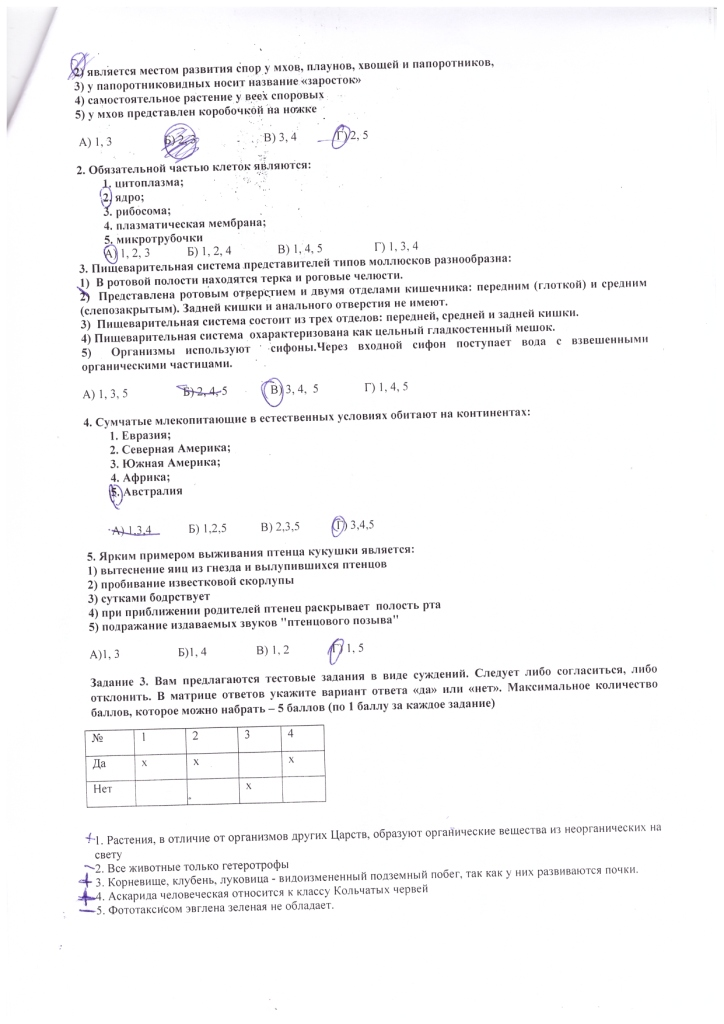 2) является местом развития спор у мхов, плаунов, хвощей и папоротников,
3) у папоротниковидных носит название «заросток»
4) самостоятельное растение у всех споровых
5) у мхов представлен коробочкой на ножке
А) 1, 3 Б) 2, 3 В) 3, 4 Г) 2, 5
2. Обязательной частью клеток являются:
1. цитоплазма;
2. ядро;
3. рибосома;
4. плазматическая мембрана;
5. микротрубочки
А) 1, 2, 3 Б) 1, 2, 4 В) 1, 4, 5 Г) 1, 3, 4
3. Пищеварительная система представителей типов моллюсков разнообразна:
1) В ротовой полости находятся терка и роговые челюсти.
2) Представлена ротовым отверстием и двумя отделами кишечника: передним (глоткой) и средним
(слепозакрытым). Задней кишки и анального отверстия не имеют.
3) Пищеварительная система состоит из трех отделов: передней, средней и задней кишки.
4) Пищеварительная система охарактеризована как цельный гладкостенный мешок.
5) Организмы используют сифоны.Через входной сифон поступает вода с взвешенными
органическими частицами.
А) 1, 3, 5 Б) 2, 4, 5 В) 3, 4, 5 Г) 1, 4, 5
4. Сумчатые млекопитающие в естественных условиях обитают на континентах:
1. Евразия;
2. Северная Америка;
3. Южная Америка;
4. Африка;
5. Австралия
А) 1,3,4 Б) 1,2,5 В) 2,3,5 Г) 3,4,5
5. Ярким примером выживания птенца кукушки является:
1) вытеснение яиц из гнезда и вылупившихся птенцов
2) пробивание известковой скорлупы
3) сутками бодрствует
4) при приближении родителей птенец раскрывает полость рта
5) подражание издаваемых звуков "птенцового позыва"
А)1, 3 Б)1, 4 В) 1, 2 Г) 1, 5
Задание 3. Вам предлагаются тестовые задания в виде суждений. Следует либо согласиться, либо
отклонить. В матрице ответов укажите вариант ответа «да» или «нет». Максимальное количество
баллов, которое можно набрать – 5 баллов (по 1 баллу за каждое задание)
№ 1 2 3 4
Да х х х
Нет х
+ 1. Растения, в отличие от организмов других Царств, образуют органические вещества из неорганических на
свету
– 2. Все животные только гетеротрофы
+ 3. Корневище, клубень, луковица - видоизмененный подземный побег, так как у них развиваются почки.
+ 4. Аскарида человеческая относится к классу Кольчатых червей
– 5. Фототаксисом эвглена зеленая не обладает.